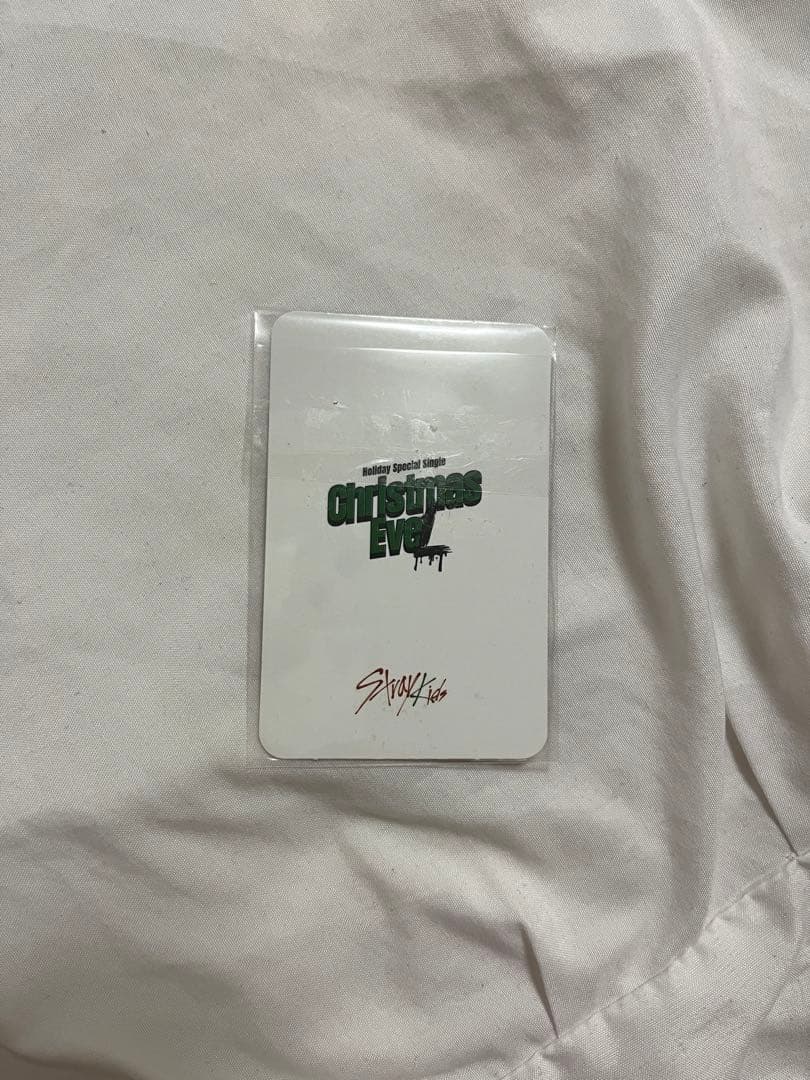 Holiday Special Single
Christmas
EveL
Stray Kids